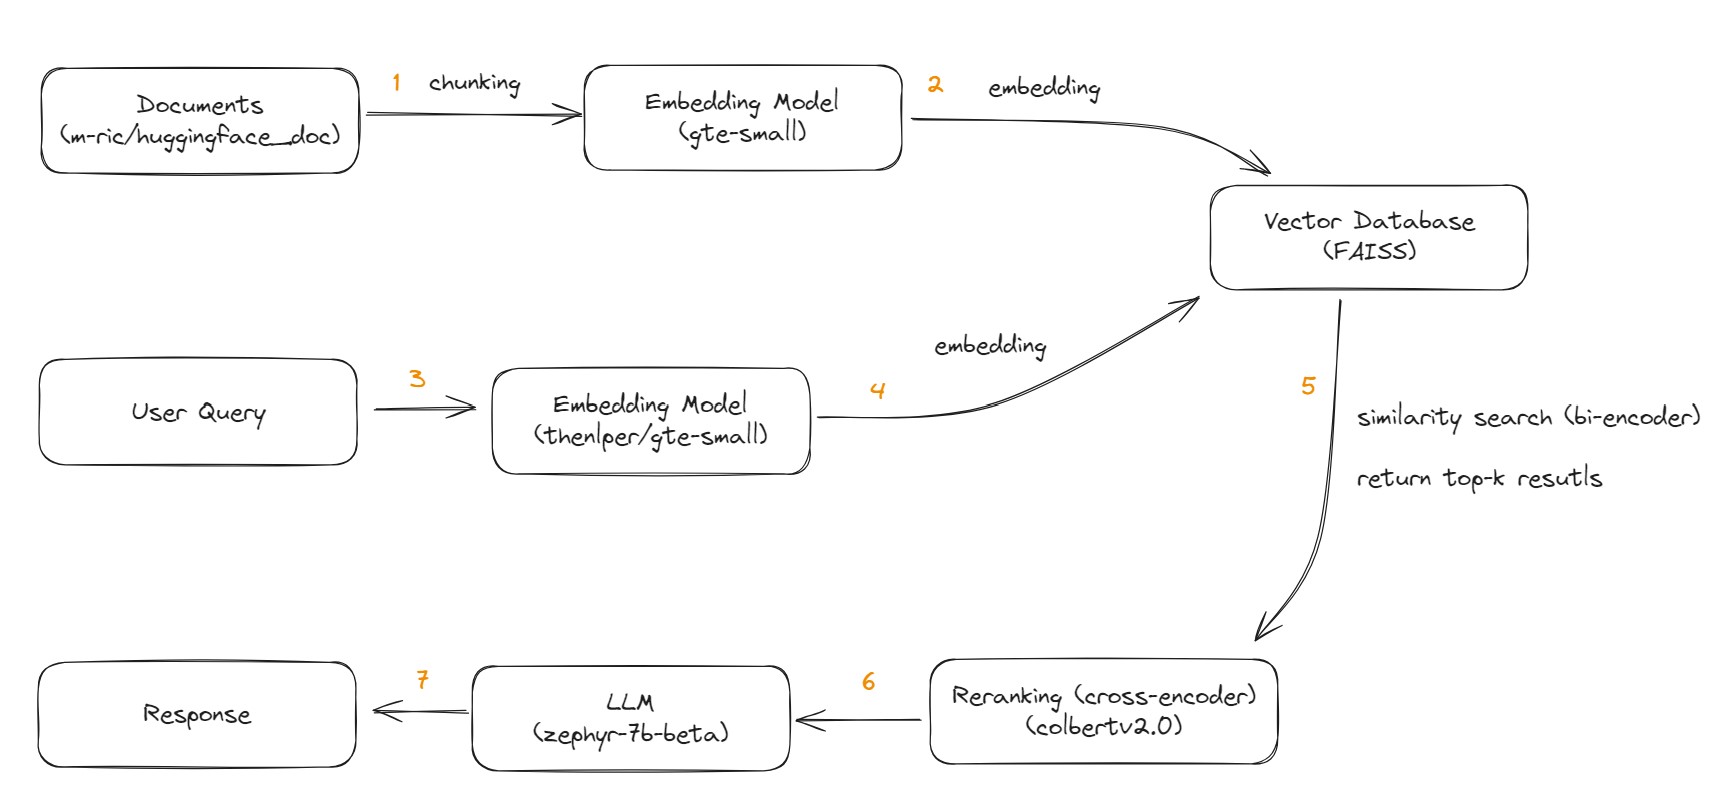 1 chunking
Documents
(m-ric/huggingface_doc)
Embedding Model
(gte-small)
2 embedding
Vector Database
(FAISS)
User Query
3
Embedding Model
(thenlper/gte-small)
4
embedding
5
similarity search (bi-encoder)
return top-k resutls
Reranking (cross-encoder)
(colbertv2.0)
6
LLM
(zephyr-7b-beta)
7
Response